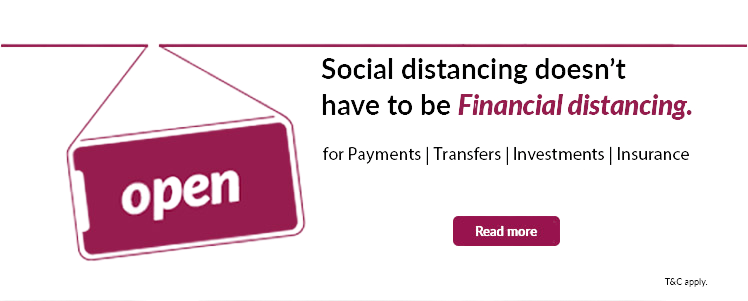 Social distancing doesn't
have to be Financial distancing.
for Payments | Transfers | Investments | Insurance
open
Read more
T&C apply.